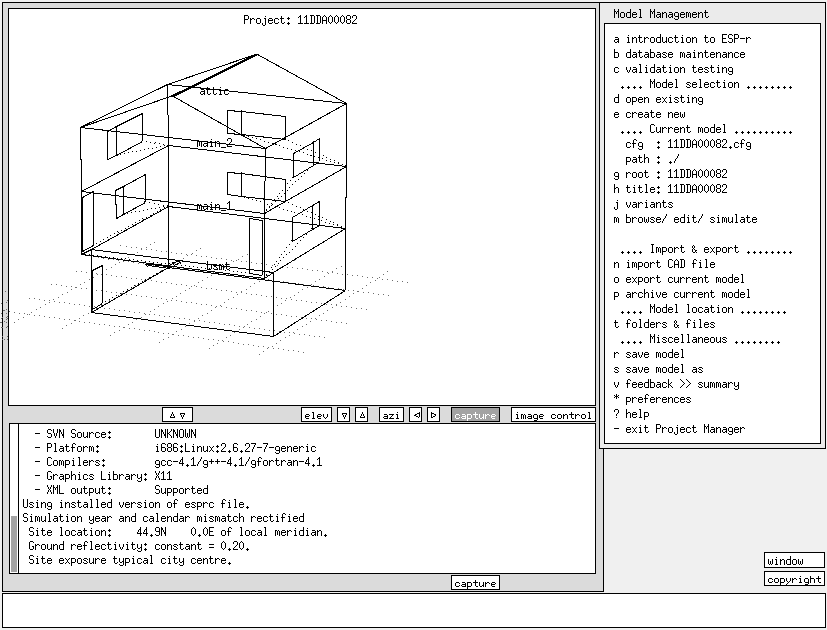 Project: 11DDA00082
attic
main_2
main_1
bsmt
elev
azi
capture
image control
- SVN Source: UNKNOWN
- Platform: i686:Linux:2.6.27-7-generic
- Compilers: gcc-4.1/g++-4.1/gfortran-4.1
- Graphics Library: X11
- XML output: Supported
Using installed version of esprc file.
Simulation year and calendar mismatch rectified
Site location: 44.9N 0.0E of local meridian.
Ground reflectivity: constant = 0.20.
Site exposure typical city centre.
capture
Model Management
a introduction to ESP-r
b database maintenance
c validation testing
.... Model selection ........
d open existing
e create new
.... Current model ..........
cfg : 11DDA00082.cfg
path : ./
g root : 11DDA00082
h title: 11DDA00082
j variants
m browse/ edit/ simulate
.... Import & export ........
n import CAD file
o export current model
p archive current model
.... Model location ........
t folders & files
.... Miscellaneous ........
r save model
s save model as
v feedback >> summary
* preferences
? help
- exit Project Manager
window
copyright